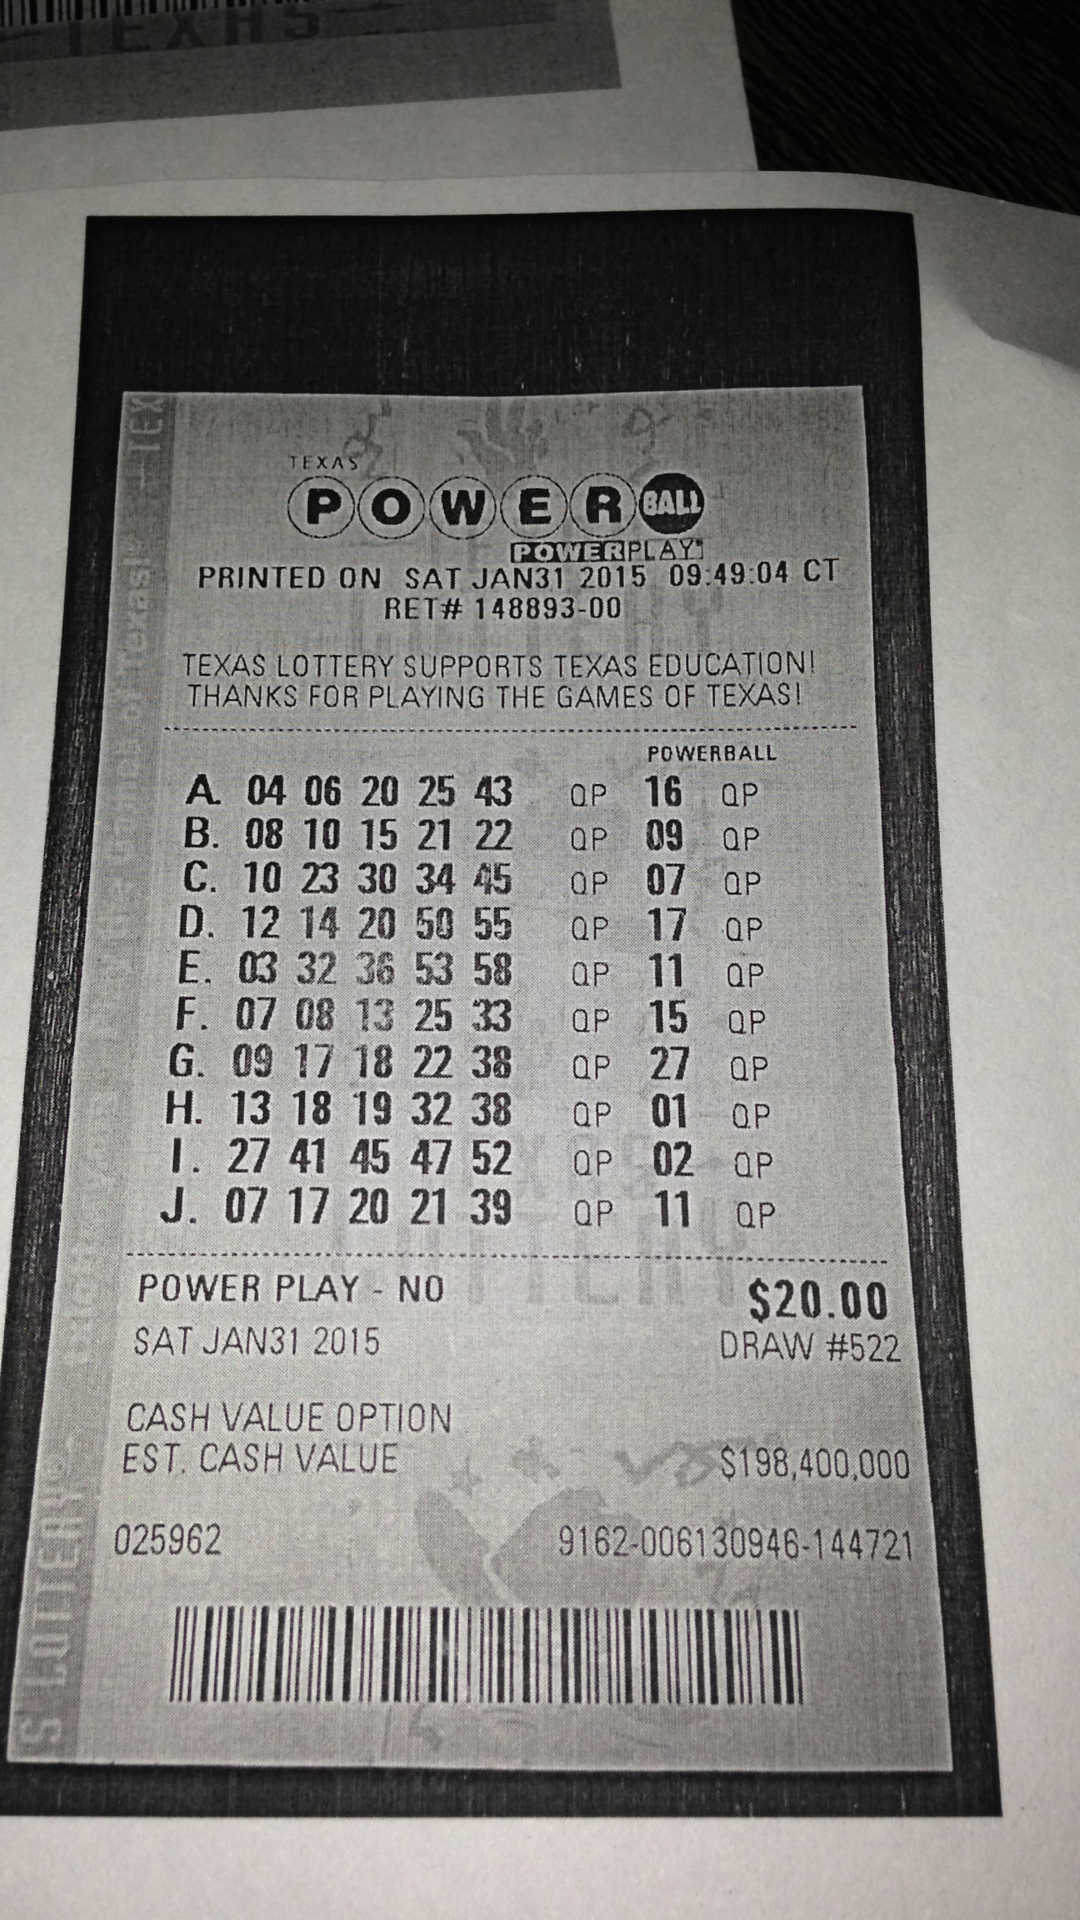 TEXAS
TEXAS
POWER BALL
POWERPLAY
PRINTED ON SAT JAN31 2015 09:49:04 CT
RET# 148893-00
TEXAS LOTTERY SUPPORTS TEXAS EDUCATION!
THANKS FOR PLAYING THE GAMES OF TEXAS!
POWERBALL
A. 04 06 20 25 43 QP 16 QP
B. 08 10 15 21 22 QP 09 QP
C. 10 23 30 34 45 QP 07 QP
D. 12 14 20 50 55 QP 17 QP
E. 03 32 36 53 58 QP 11 QP
F. 07 08 13 25 33 QP 15 QP
G. 09 17 18 22 38 QP 27 QP
H. 13 18 19 32 38 QP 01 QP
I. 27 41 45 47 52 QP 02 QP
J. 07 17 20 21 39 QP 11 QP
POWER PLAY - NO $20.00
SAT JAN31 2015 DRAW #522
CASH VALUE OPTION
EST. CASH VALUE $198,400,000
025962 9162-006130946-144721